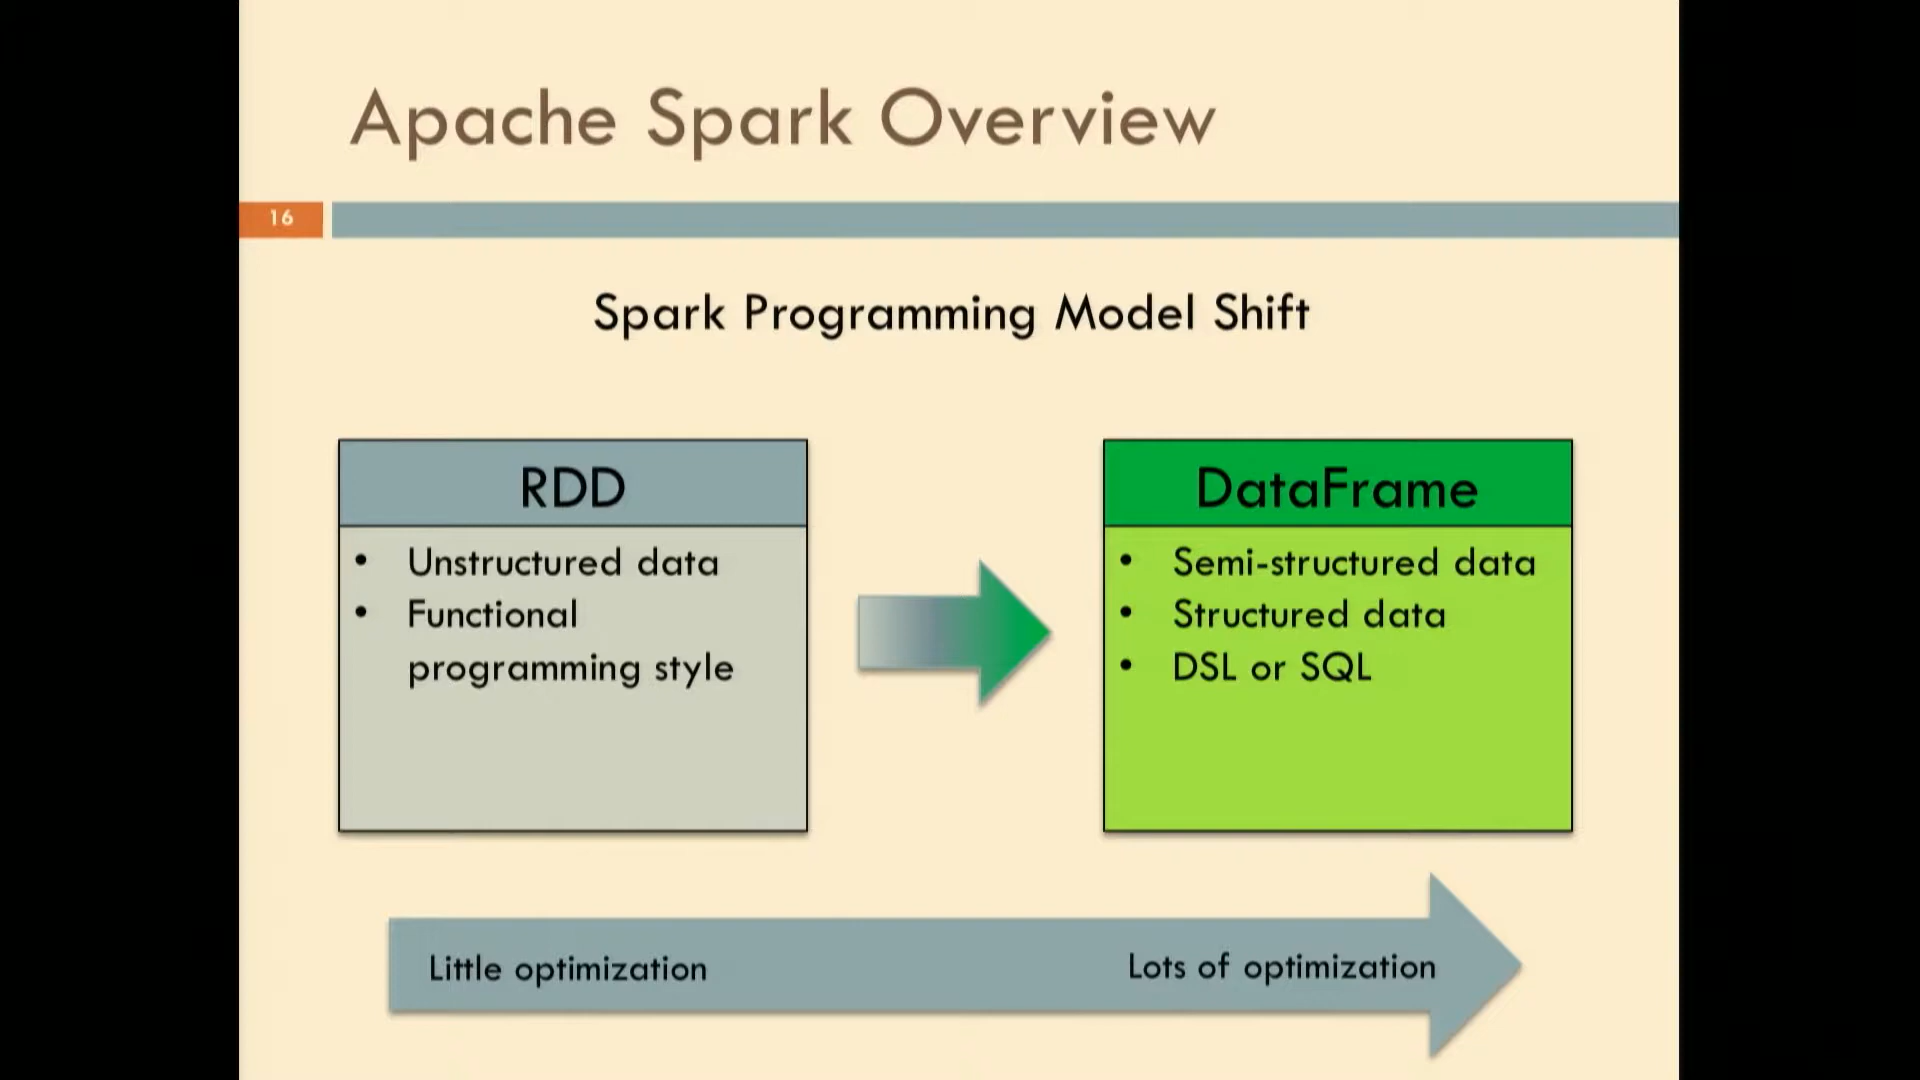 Apache Spark Overview
16
Spark Programming Model Shift
RDD
• Unstructured data
• Functional
programming style
DataFrame
• Semi-structured data
• Structured data
• DSL or SQL
Little optimization
Lots of optimization